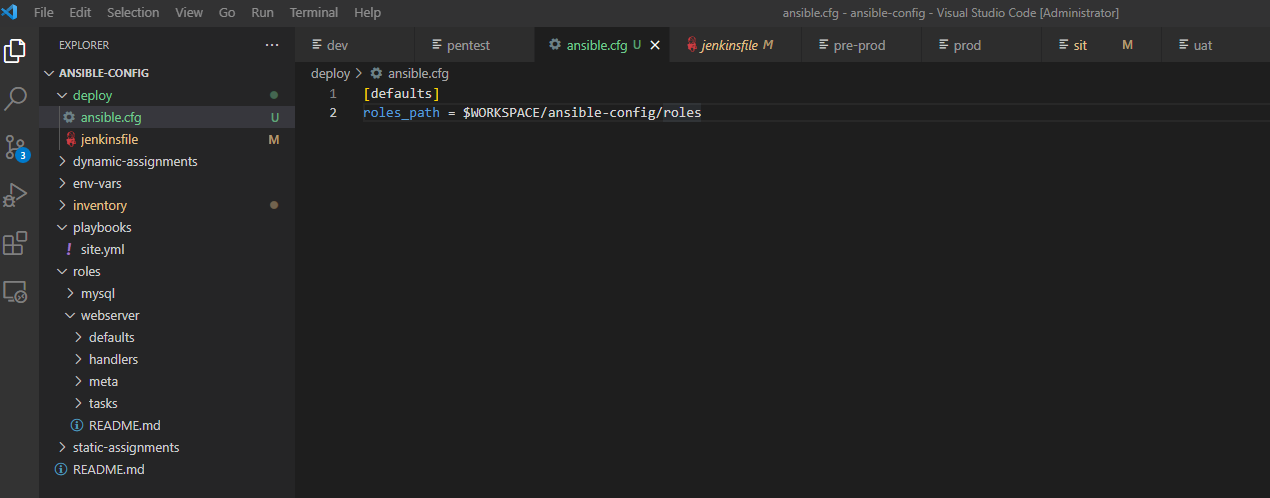 File Edit Selection View Go Run Terminal Help ansible.cfg - ansible-config - Visual Studio Code [Administrator]
EXPLORER ···
dev pentest ansible.cfg U jenkinsfile M pre-prod prod sit M uat
ANSIBLE-CONFIG
deploy
ansible.cfg U
jenkinsfile M
dynamic-assignments
env-vars
inventory
playbooks
! site.yml
roles
mysql
webserver
defaults
handlers
meta
tasks
README.md
static-assignments
README.md
3
deploy > ansible.cfg
1 [defaults]
2 roles_path = $WORKSPACE/ansible-config/roles